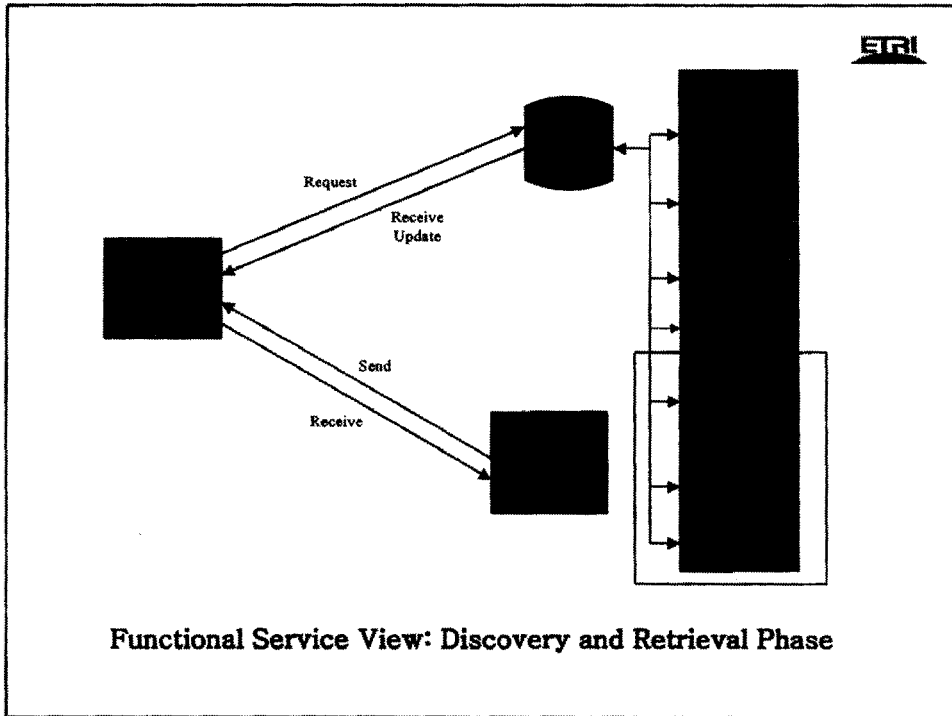 ETRI
Request
Receive
Update
Send
Receive
Functional Service View: Discovery and Retrieval Phase